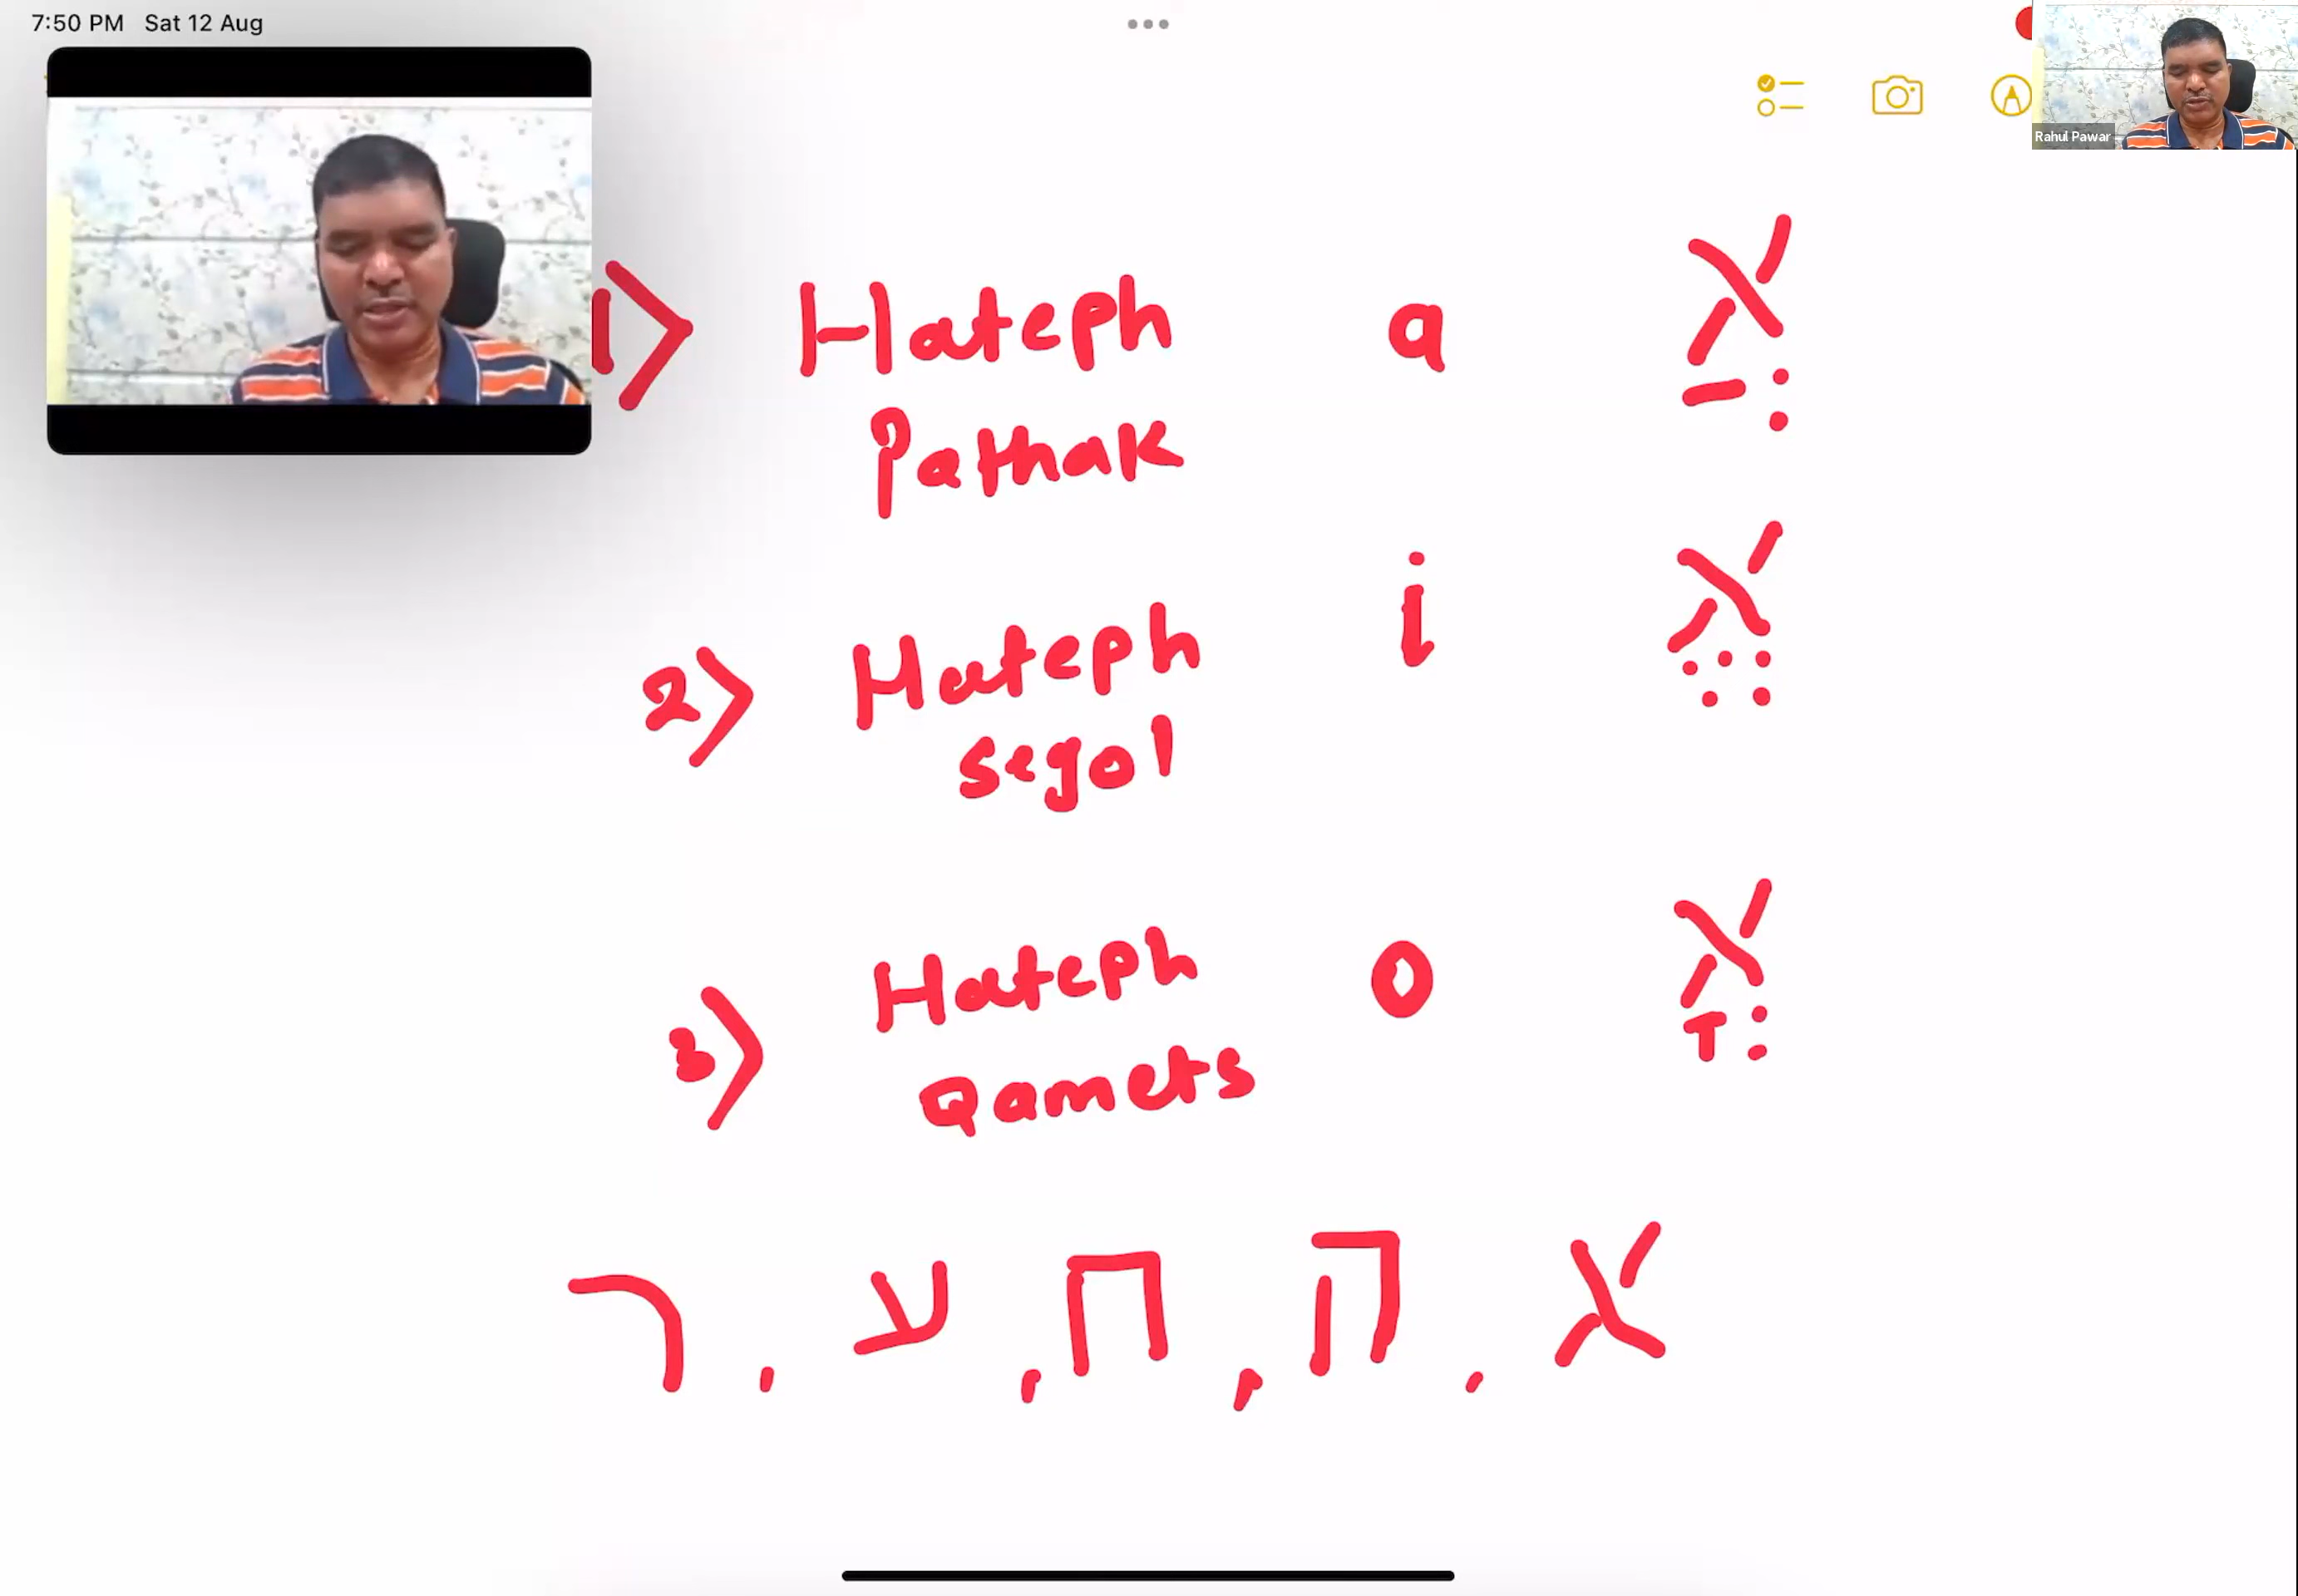 7:50 PM Sat 12 Aug
Rahul Pawar
1> Hateph a אֲ
Pathak
2> Hateph i אֱ
segol
3> Hateph o אֳ
Qamets
א, ה, ח, ע, ר